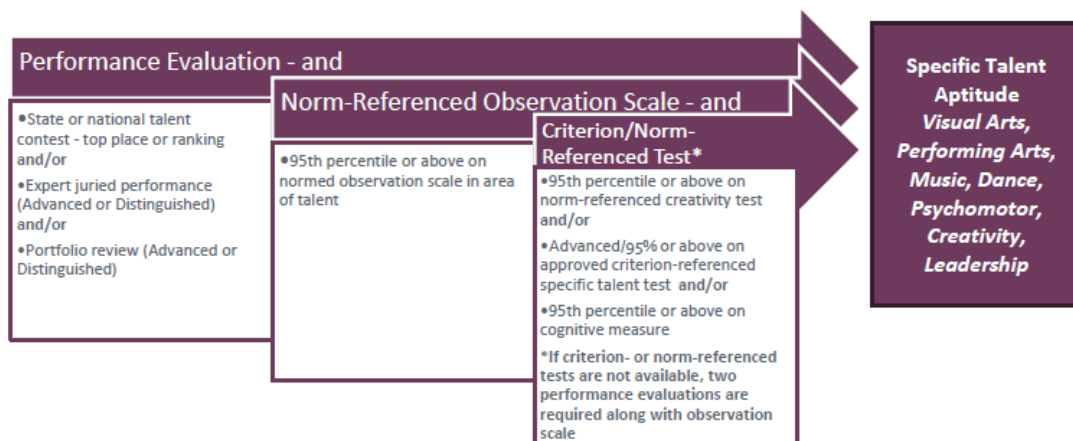 Performance Evaluation - and
•State or national talent
contest - top place or ranking
and/or
•Expert juried performance
(Advanced or Distinguished)
and/or
•Portfolio review (Advanced or
Distinguished)
Norm-Referenced Observation Scale - and
•95th percentile or above on
normed observation scale in area
of talent
Criterion/Norm-
Referenced Test*
•95th percentile or above on
norm-referenced creativity test
and/or
•Advanced/95% or above on
approved criterion-referenced
specific talent test and/or
•95th percentile or above on
cognitive measure
*If criterion- or norm-referenced
tests are not available, two
performance evaluations are
required along with observation
scale
Specific Talent
Aptitude
Visual Arts,
Performing Arts,
Music, Dance,
Psychomotor,
Creativity,
Leadership